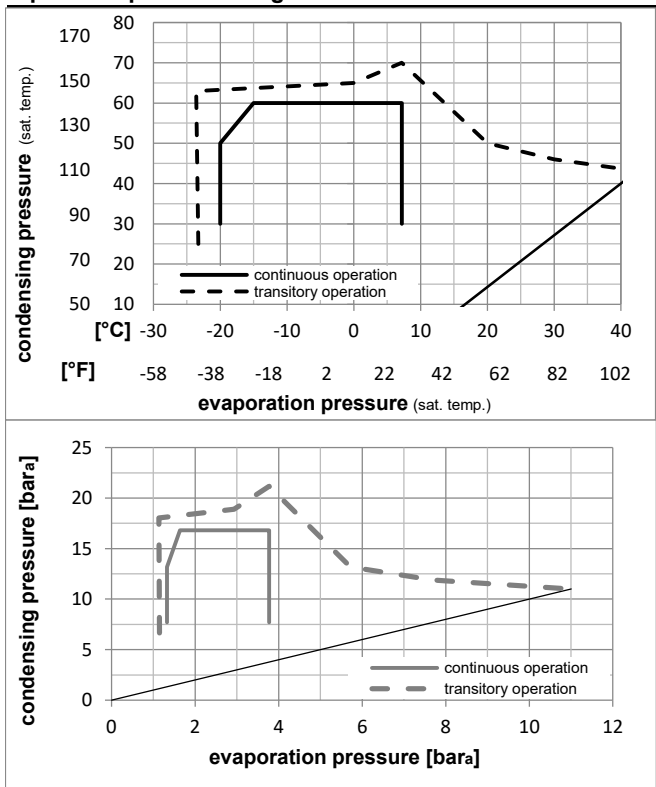 80
170
70
150
60
130
50
110
40
90
30
70
20
50 10
condensing pressure (sat. temp.)
continuous operation
transitory operation
[°C] -30 -20 -10 0 10 20 30 40
[°F] -58 -38 -18 2 22 42 62 82 102
evaporation pressure (sat. temp.)
25
20
15
10
5
0
condensing pressure [bara]
continuous operation
transitory operation
0 2 4 6 8 10 12
evaporation pressure [bara]